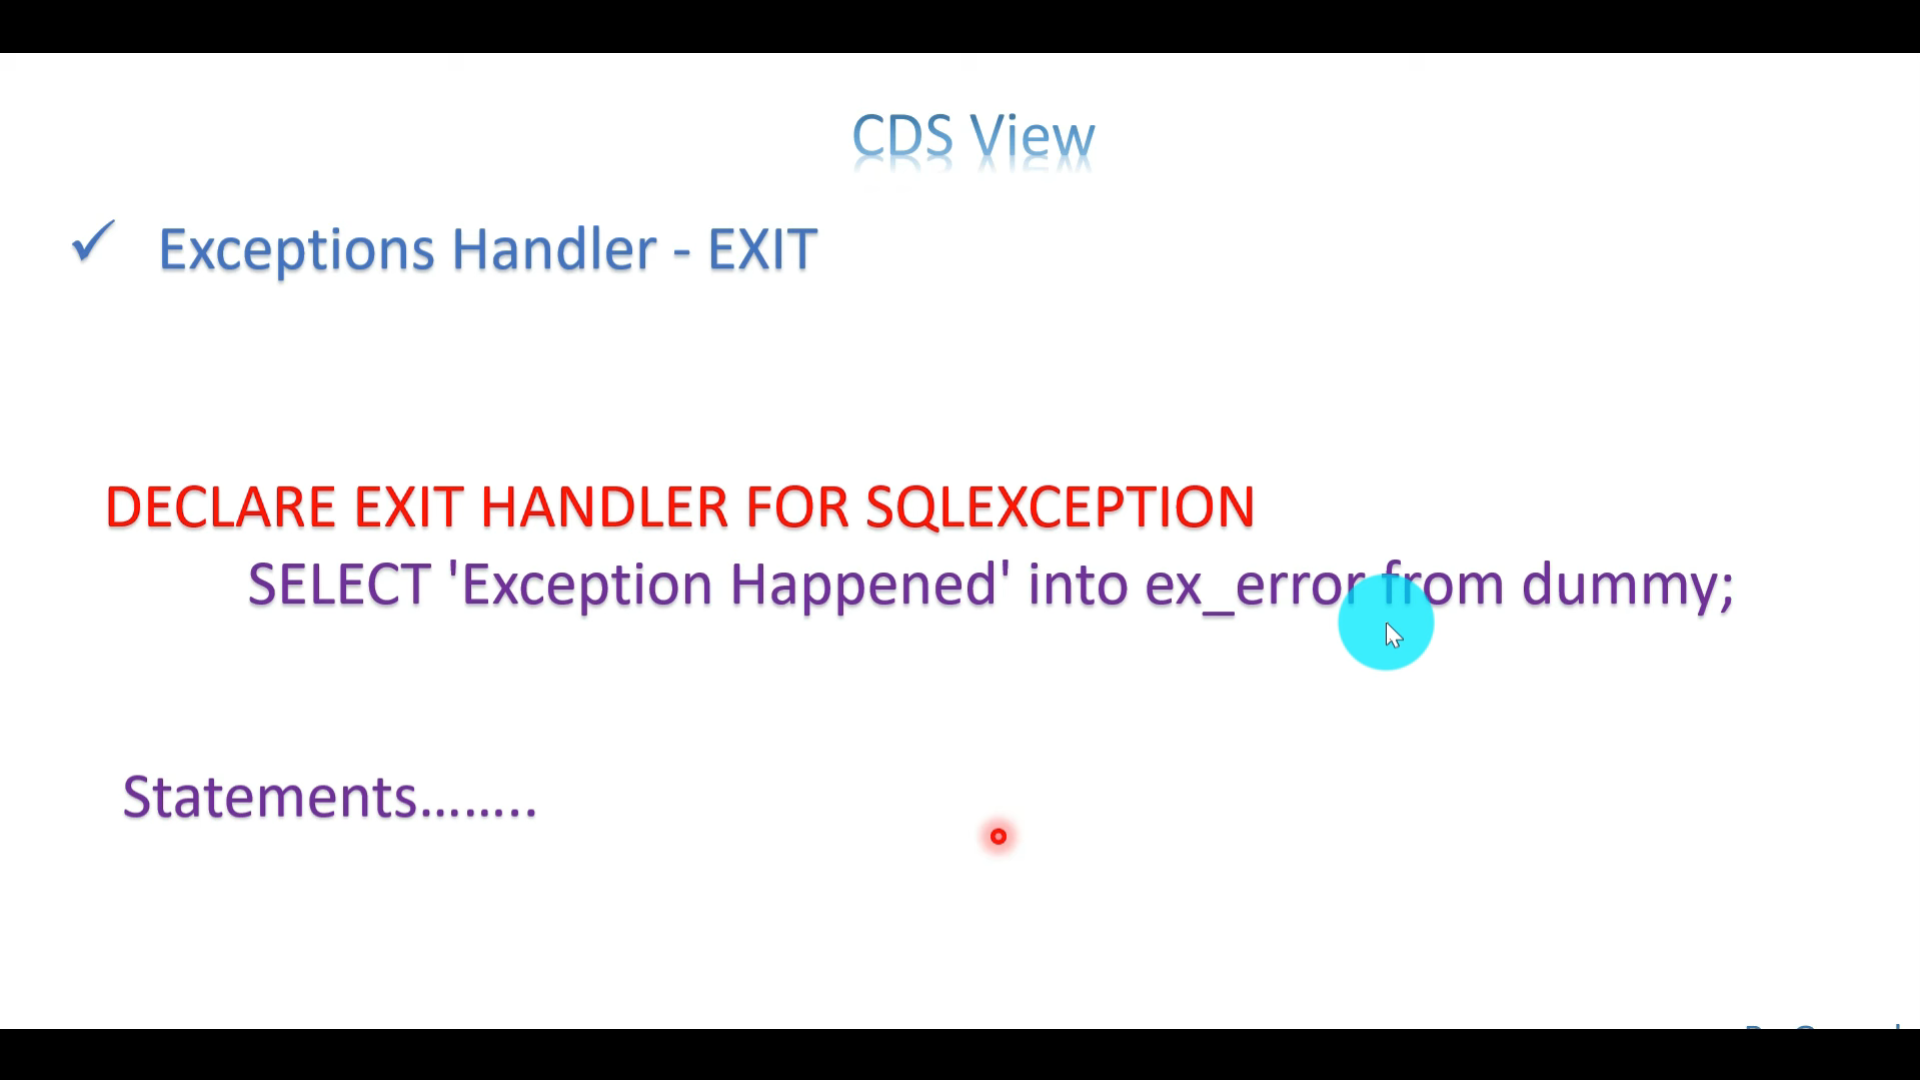 CDS View
✓ Exceptions Handler - EXIT
DECLARE EXIT HANDLER FOR SQLEXCEPTION
SELECT 'Exception Happened' into ex_error from dummy;
Statements........